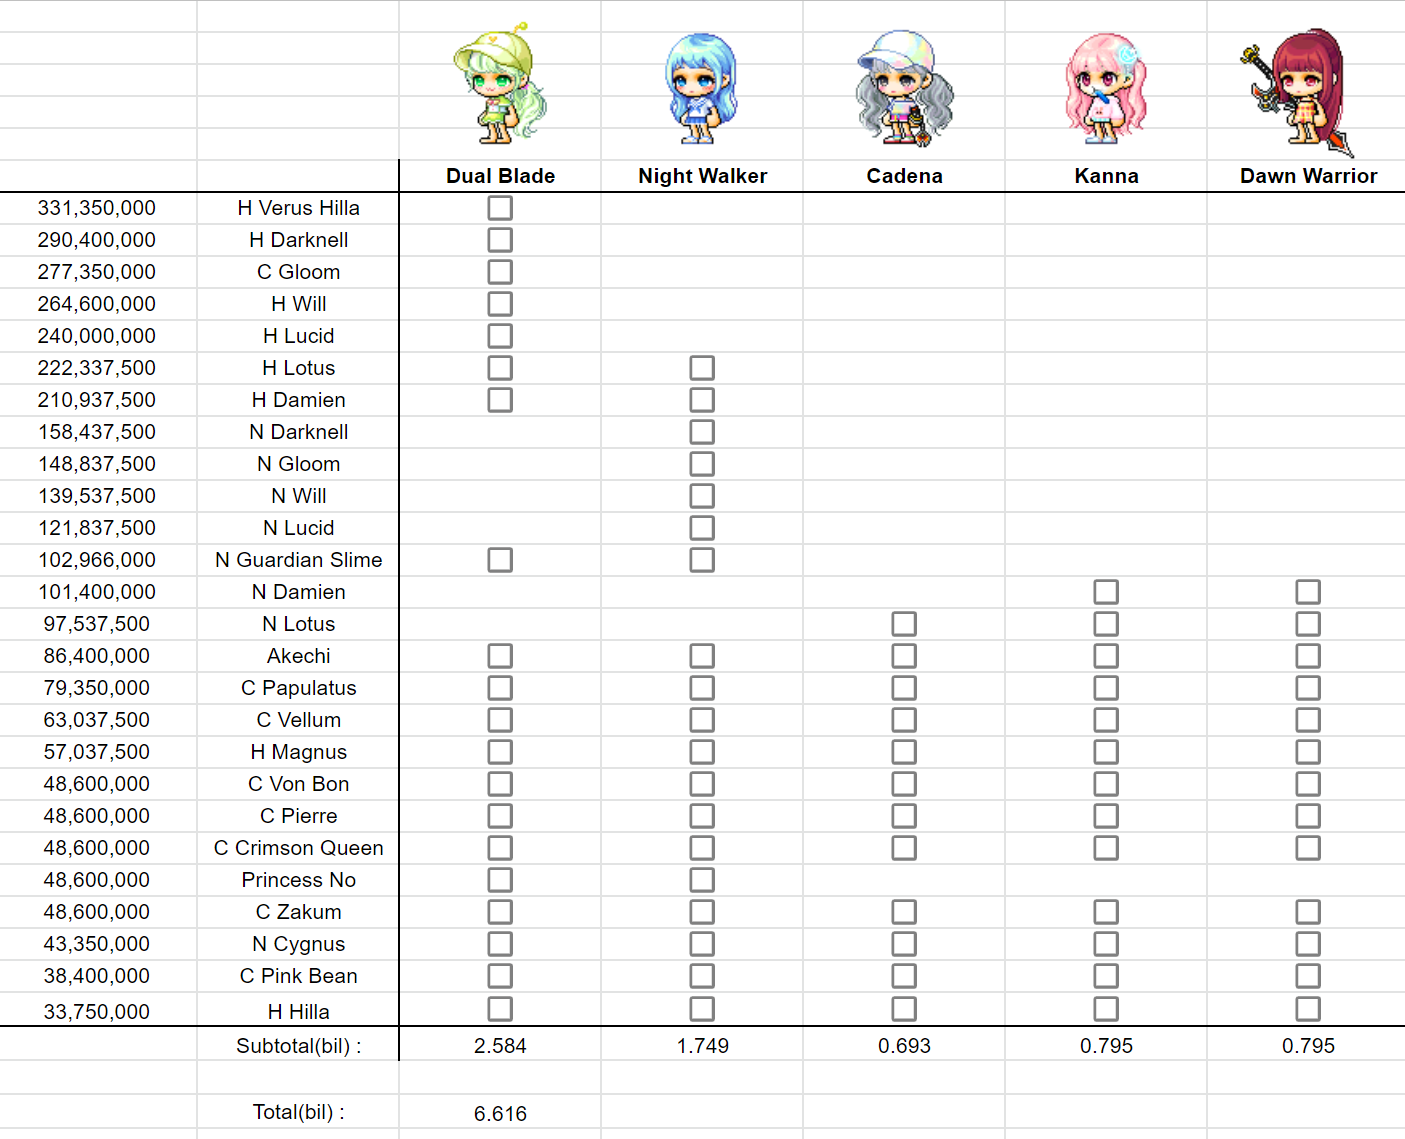 Dual Blade Night Walker Cadena Kanna Dawn Warrior
331,350,000 H Verus Hilla
290,400,000 H Darknell
277,350,000 C Gloom
264,600,000 H Will
240,000,000 H Lucid
222,337,500 H Lotus
210,937,500 H Damien
158,437,500 N Darknell
148,837,500 N Gloom
139,537,500 N Will
121,837,500 N Lucid
102,966,000 N Guardian Slime
101,400,000 N Damien
97,537,500 N Lotus
86,400,000 Akechi
79,350,000 C Papulatus
63,037,500 C Vellum
57,037,500 H Magnus
48,600,000 C Von Bon
48,600,000 C Pierre
48,600,000 C Crimson Queen
48,600,000 Princess No
48,600,000 C Zakum
43,350,000 N Cygnus
38,400,000 C Pink Bean
33,750,000 H Hilla
Subtotal(bil) : 2.584 1.749 0.693 0.795 0.795
Total(bil) : 6.616